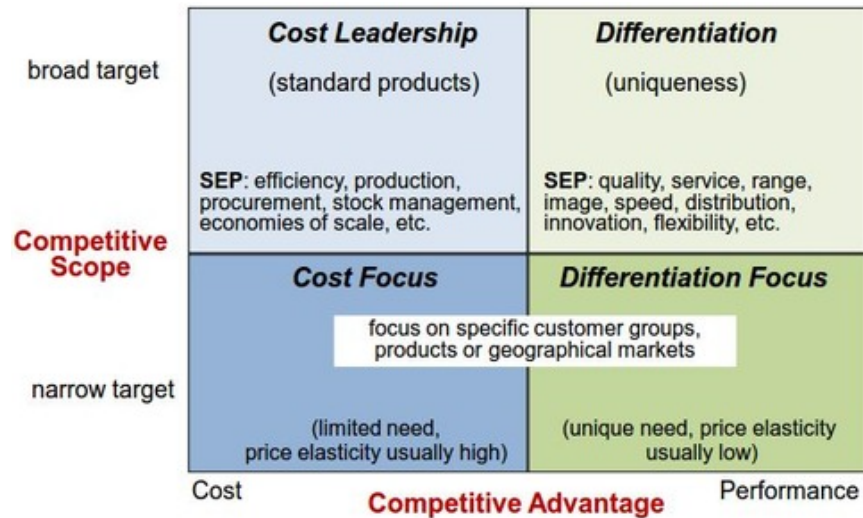 Cost Leadership
Differentiation
broad target
(standard products)
(uniqueness)
SEP: efficiency, production,
procurement, stock management,
economies of scale, etc.
SEP: quality, service, range,
image, speed, distribution,
innovation, flexibility, etc.
Competitive
Scope
Cost Focus
Differentiation Focus
focus on specific customer groups,
products or geographical markets
narrow target
(limited need,
price elasticity usually high)
(unique need, price elasticity
usually low)
Cost
Competitive Advantage
Performance